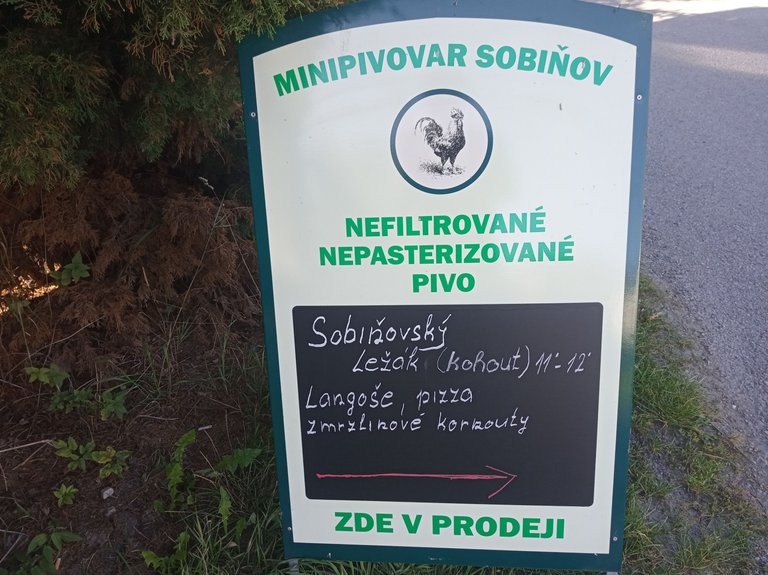 MINIPIVOVAR SOBIŇOV
NEFILTROVANÉ
NEPASTERIZOVANÉ
PIVO
Sobiňovský
Ležák (kohout) 11°-12°
Langoše, pizza
zmrzlinové kornouty
ZDE V PRODEJI